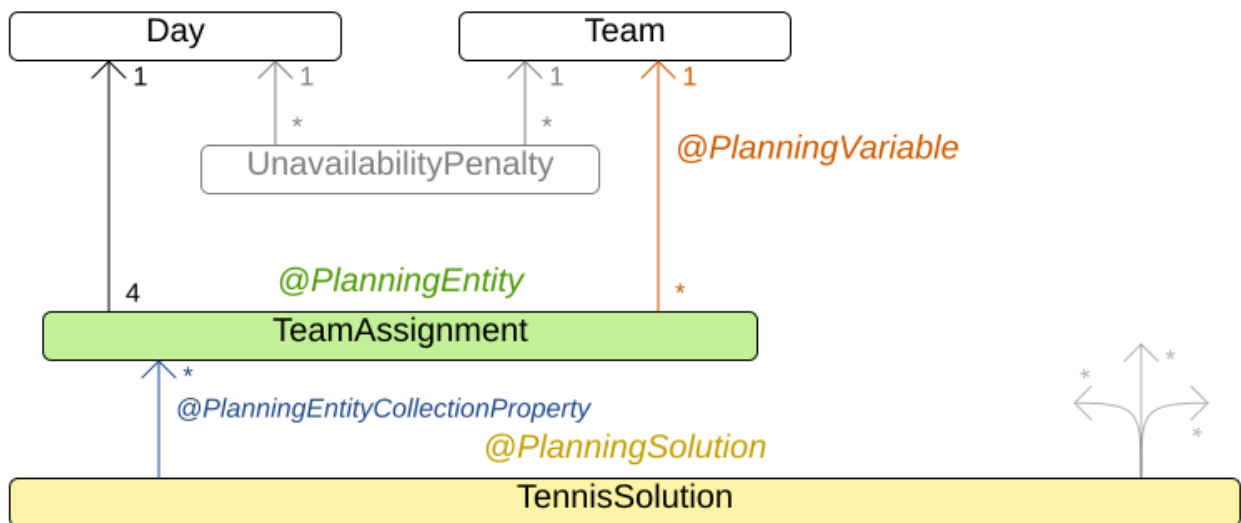 Day
Team
1
1
1
1
*
*
@PlanningVariable
UnavailabilityPenalty
@PlanningEntity
4
*
TeamAssignment
*
*
*
@PlanningEntityCollectionProperty
*
@PlanningSolution
TennisSolution